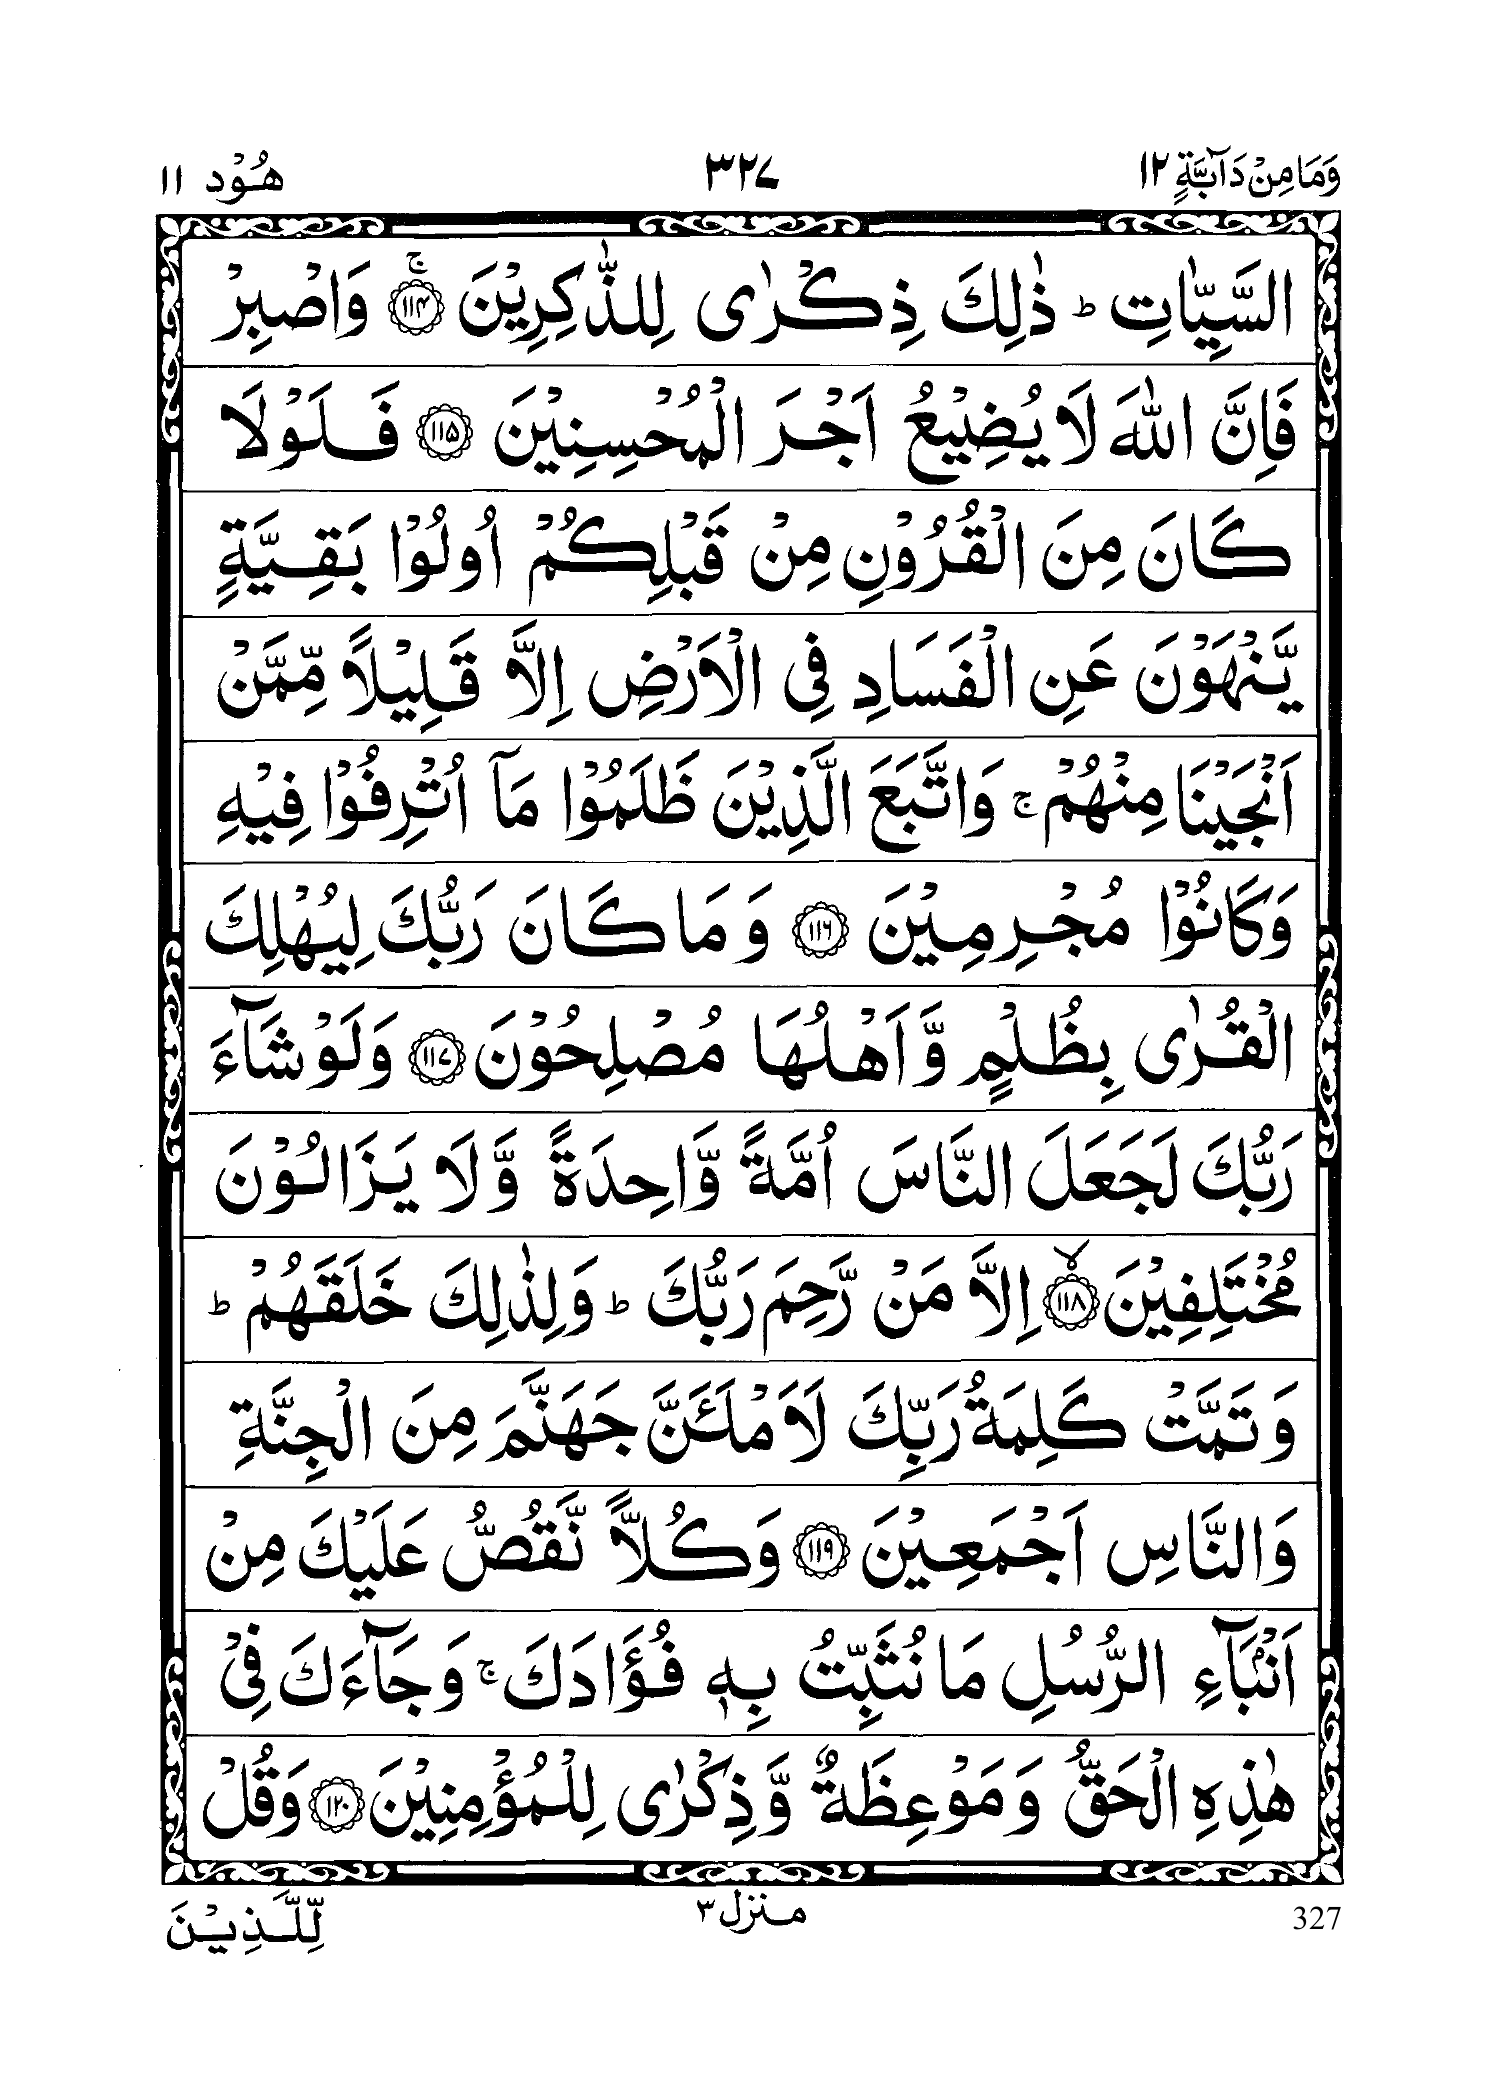 وَمَا مِنْ دَآبَّةٍ ١٢ ٣٢٧ هُوْد ١١
السَّيِّاٰتِ ؕ ذٰلِكَ ذِكْرٰى لِلذّٰكِرِيْنَ ۚ ﴿۱۱۴﴾ وَاصْبِرْ
فَاِنَّ اللّٰهَ لَا يُضِيْعُ اَجْرَ الْمُحْسِنِيْنَ ﴿۱۱۵﴾ فَلَوْلَا
كَانَ مِنَ الْقُرُوْنِ مِنْ قَبْلِكُمْ اُولُوْا بَقِيَّةٍ
يَّنْهَوْنَ عَنِ الْفَسَادِ فِى الْاَرْضِ اِلَّا قَلِيْلًا مِّمَّنْ
اَنْجَيْنَا مِنْهُمْ ۚ وَاتَّبَعَ الَّذِيْنَ ظَلَمُوْا مَآ اُتْرِفُوْا فِيْهِ
وَكَانُوْا مُجْرِمِيْنَ ﴿۱۱۶﴾ وَمَا كَانَ رَبُّكَ لِيُهْلِكَ
الْقُرٰى بِظُلْمٍ وَّاَهْلُهَا مُصْلِحُوْنَ ﴿۱۱۷﴾ وَلَوْ شَآءَ
رَبُّكَ لَجَعَلَ النَّاسَ اُمَّةً وَّاحِدَةً وَّلَا يَزَالُوْنَ
مُخْتَلِفِيْنَ ۙ ﴿۱۱۸﴾ اِلَّا مَنْ رَّحِمَ رَبُّكَ ؕ وَلِذٰلِكَ خَلَقَهُمْ ؕ
وَتَمَّتْ كَلِمَةُ رَبِّكَ لَاَمْلَـَٔنَّ جَهَنَّمَ مِنَ الْجِنَّةِ
وَالنَّاسِ اَجْمَعِيْنَ ﴿۱۱۹﴾ وَكُلًّا نَّقُصُّ عَلَيْكَ مِنْ
اَنْۢبَآءِ الرُّسُلِ مَا نُثَبِّتُ بِهٖ فُؤَادَكَ ۚ وَجَآءَكَ فِىْ
هٰذِهِ الْحَقُّ وَمَوْعِظَةٌ وَّذِكْرٰى لِلْمُؤْمِنِيْنَ ﴿۱۲۰﴾ وَقُلْ
327 منزل ٣ لِّلَّذِيْنَ